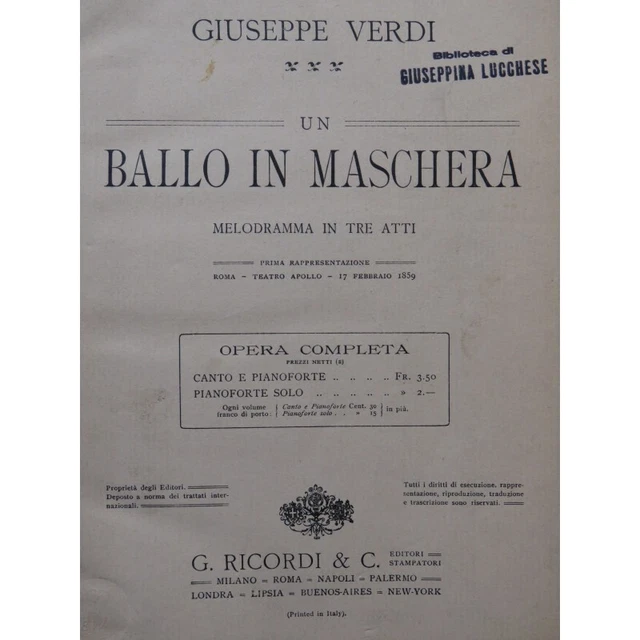 GIUSEPPE VERDI
Biblioteca di
GIUSEPPINA LUCCHESE
UN
BALLO IN MASCHERA
MELODRAMMA IN TRE ATTI
PRIMA RAPPRESENTAZIONE
ROMA - TEATRO APOLLO - 17 FEBBRAIO 1859
OPERA COMPLETA
PREZZI NETTI (B)
CANTO E PIANOFORTE .. .. .. .. FR. 3.50
PIANOFORTE SOLO .. .. .. .. .. » 2.—
Ogni volume franco di porto { Canto e Pianoforte Cent. 30 } in più.
Pianoforte solo . . » 15
Proprietà degli Editori.
Deposto a norma dei trattati inter-
nazionali.
Tutti i diritti di esecuzione, rappre-
sentazione, riproduzione, traduzione
e trascrizione sono riservati.
G. RICORDI & C. EDITORI STAMPATORI
MILANO = ROMA = NAPOLI = PALERMO
LONDRA = LIPSIA = BUENOS-AIRES = NEW-YORK
(Printed in Italy).